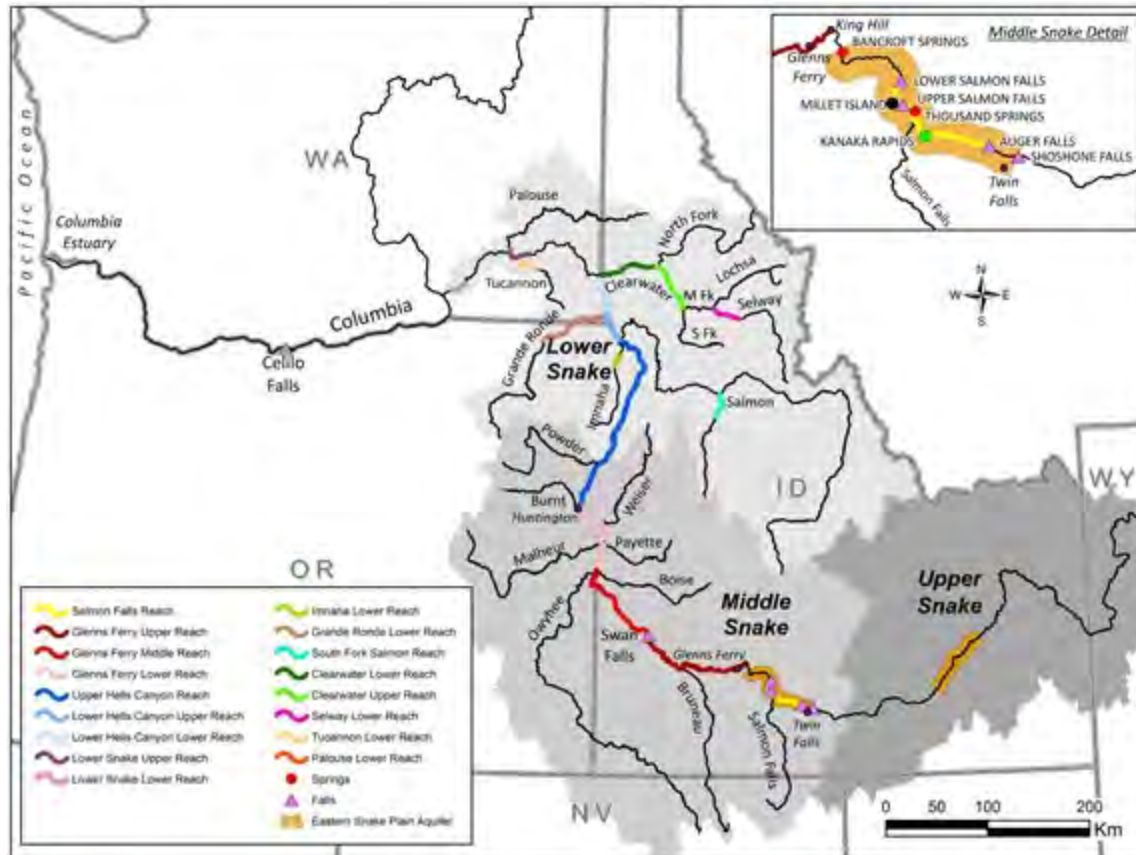 King Hill
Middle Snake Detail
BANCROFT SPRINGS
Glenns
Ferry
LOWER SALMON FALLS
MILLET ISLAND
UPPER SALMON FALLS
THOUSAND SPRINGS
KANAKA RAPIDS
AUGER FALLS
SHOSHONE FALLS
Salmon Falls
Twin
Falls
Pacific Ocean
WA
Columbia
Estuary
Palouse
North Fork
Tucannon
Clearwater
Lochsa
M Fk
Selway
S Fk
N
W E
S
Columbia
Celilo
Falls
Grande Ronde
Lower
Snake
Imnaha
Salmon
Powder
ID
WY
Burnt
Huntington
Weiser
Malheur
Payette
OR
Boise
Owyhee
Middle
Snake
Upper
Snake
Swan
Falls
Glenns Ferry
Bruneau
Salmon Falls
Twin
Falls
NV
Salmon Falls Reach
Glenns Ferry Upper Reach
Glenns Ferry Middle Reach
Glenns Ferry Lower Reach
Upper Hells Canyon Reach
Lower Hells Canyon Upper Reach
Lower Hells Canyon Lower Reach
Lower Snake Upper Reach
Lower Snake Lower Reach
Imnaha Lower Reach
Grande Ronde Lower Reach
South Fork Salmon Reach
Clearwater Lower Reach
Clearwater Upper Reach
Selway Lower Reach
Tucannon Lower Reach
Palouse Lower Reach
Springs
Falls
Eastern Snake Plain Aquifer
0 50 100 200
Km